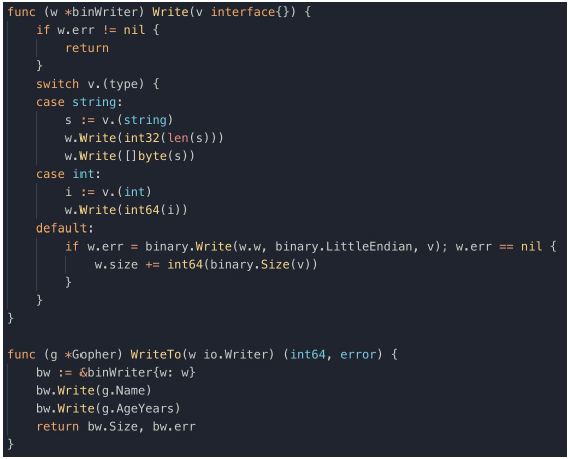 func (w *binWriter) Write(v interface{}) {
    if w.err != nil {
        return
    }
    switch v.(type) {
    case string:
        s := v.(string)
        w.Write(int32(len(s)))
        w.Write([]byte(s))
    case int:
        i := v.(int)
        w.Write(int64(i))
    default:
        if w.err = binary.Write(w.w, binary.LittleEndian, v); w.err == nil {
            w.size += int64(binary.Size(v))
        }
    }
}

func (g *Gopher) WriteTo(w io.Writer) (int64, error) {
    bw := &binWriter{w: w}
    bw.Write(g.Name)
    bw.Write(g.AgeYears)
    return bw.Size, bw.err
}